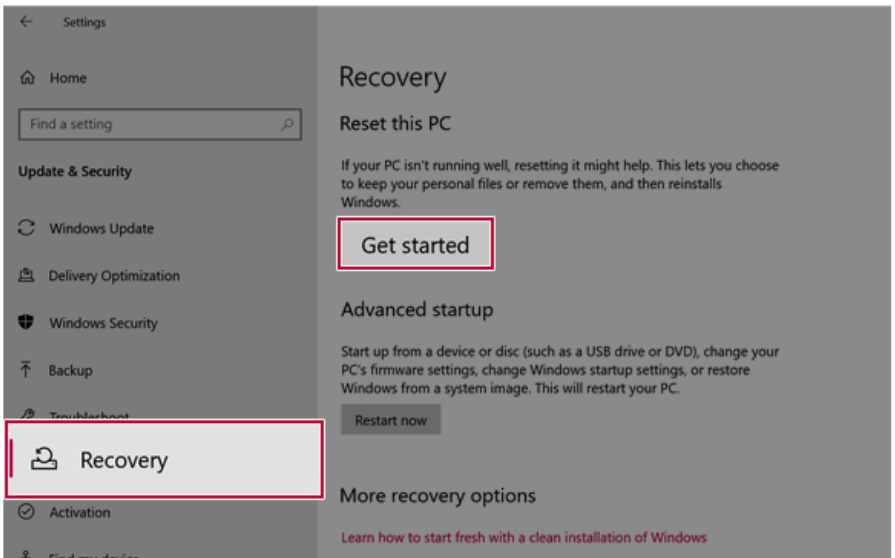 Settings
Home
Find a setting
Update & Security
Windows Update
Delivery Optimization
Windows Security
Backup
Troubleshoot
Recovery
Activation
Find my device
Recovery
Reset this PC
If your PC isn't running well, resetting it might help. This lets you choose
to keep your personal files or remove them, and then reinstalls
Windows.
Get started
Advanced startup
Start up from a device or disc (such as a USB drive or DVD), change your
PC's firmware settings, change Windows startup settings, or restore
Windows from a system image. This will restart your PC.
Restart now
More recovery options
Learn how to start fresh with a clean installation of Windows